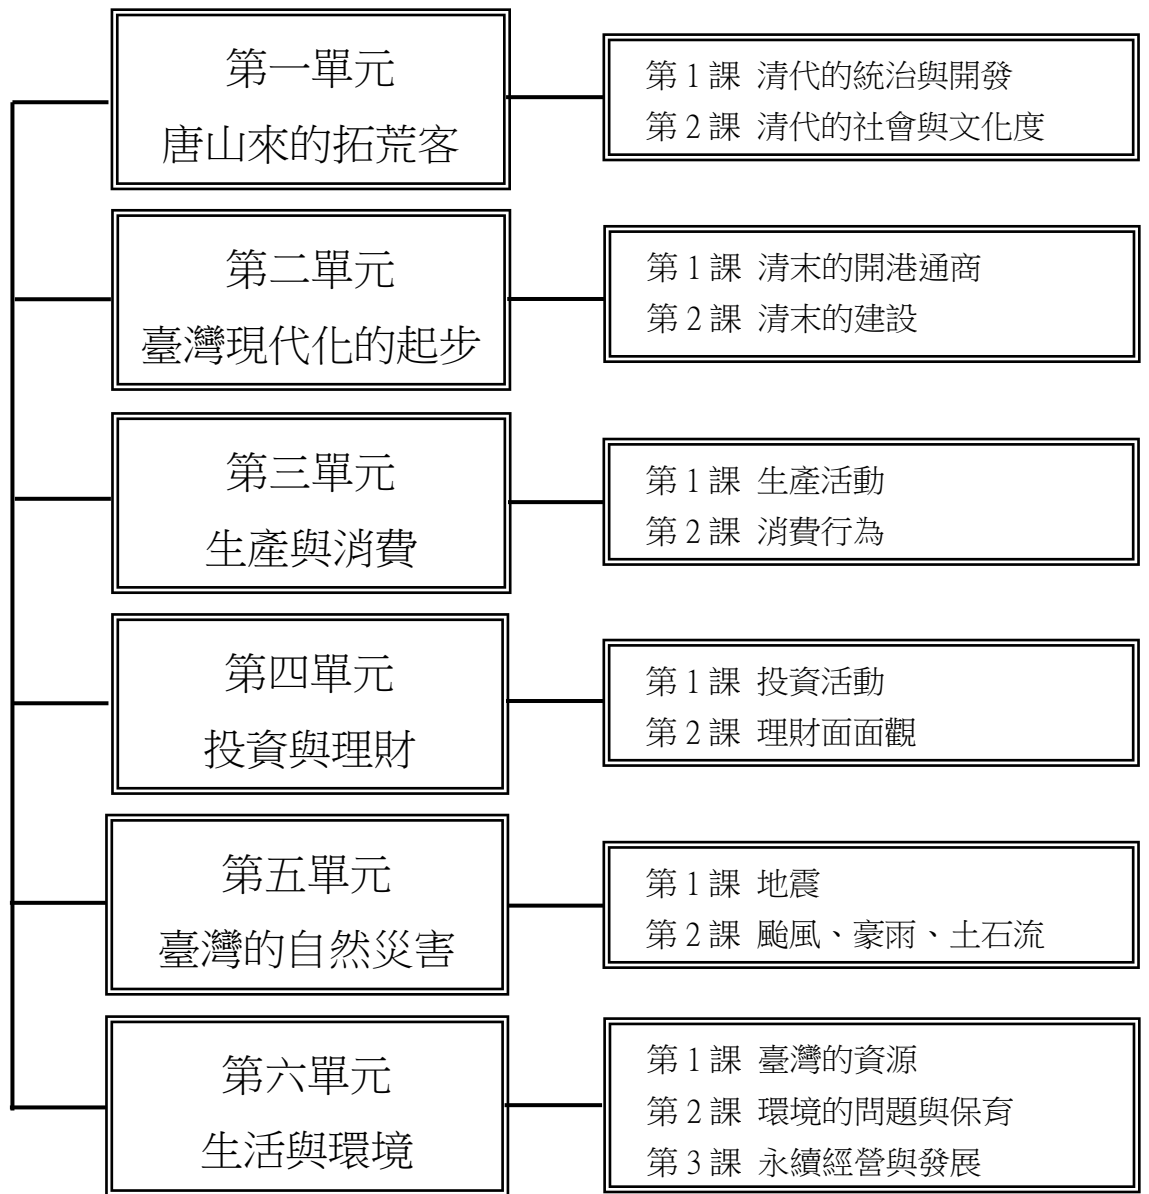 第一單元
唐山來的拓荒客
第 1 課 清代的統治與開發
第 2 課 清代的社會與文化度
第二單元
臺灣現代化的起步
第 1 課 清末的開港通商
第 2 課 清末的建設
第三單元
生產與消費
第 1 課 生產活動
第 2 課 消費行為
第四單元
投資與理財
第 1 課 投資活動
第 2 課 理財面面觀
第五單元
臺灣的自然災害
第 1 課 地震
第 2 課 颱風、豪雨、土石流
第六單元
生活與環境
第 1 課 臺灣的資源
第 2 課 環境的問題與保育
第 3 課 永續經營與發展